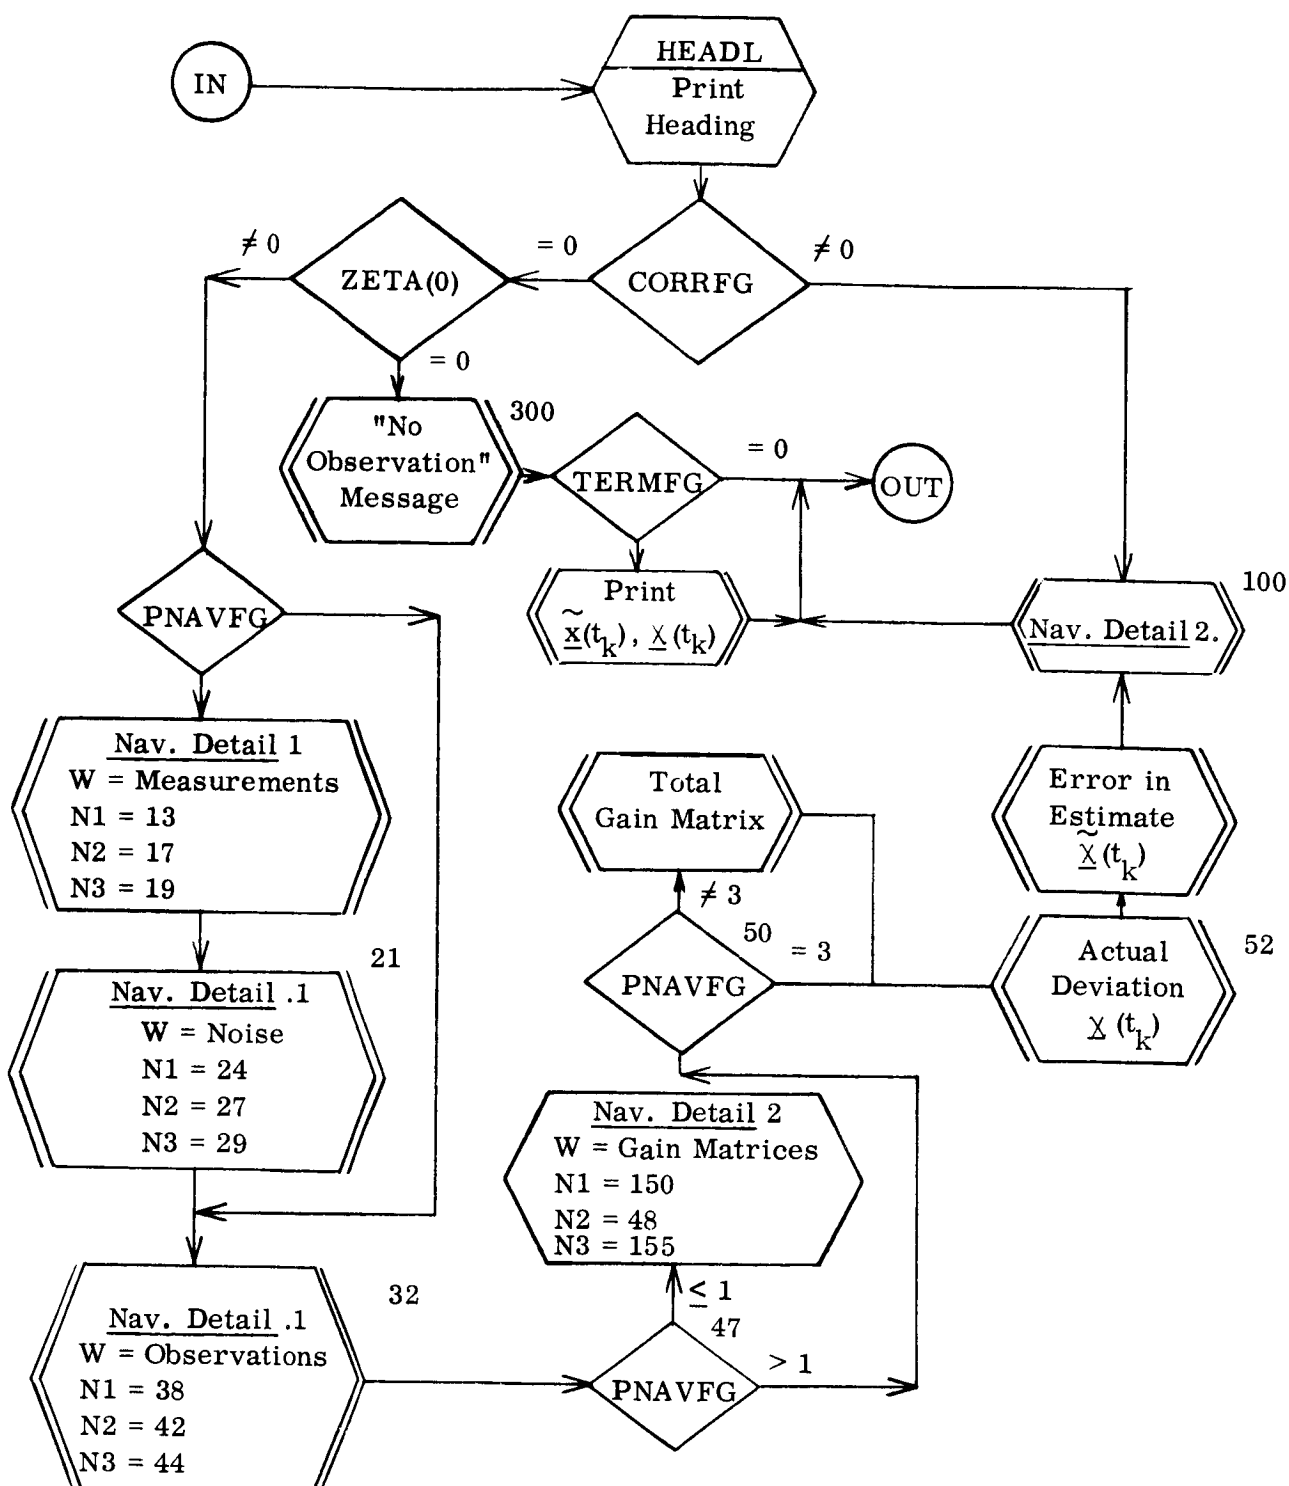 IN
HEADL
Print
Heading
≠ 0
ZETA(0)
= 0
CORRFG
≠ 0
= 0
"No
Observation"
Message
300
TERMFG
= 0
OUT
PNAVFG
Print
x̃(t_k), χ(t_k)
100
Nav. Detail 2.
Nav. Detail 1
W = Measurements
N1 = 13
N2 = 17
N3 = 19
Total
Gain Matrix
Error in
Estimate
χ̃(t_k)
≠ 3
50
= 3
PNAVFG
52
Actual
Deviation
χ(t_k)
21
Nav. Detail .1
W = Noise
N1 = 24
N2 = 27
N3 = 29
Nav. Detail 2
W = Gain Matrices
N1 = 150
N2 = 48
N3 = 155
32
Nav. Detail .1
W = Observations
N1 = 38
N2 = 42
N3 = 44
≤ 1
47
> 1
PNAVFG